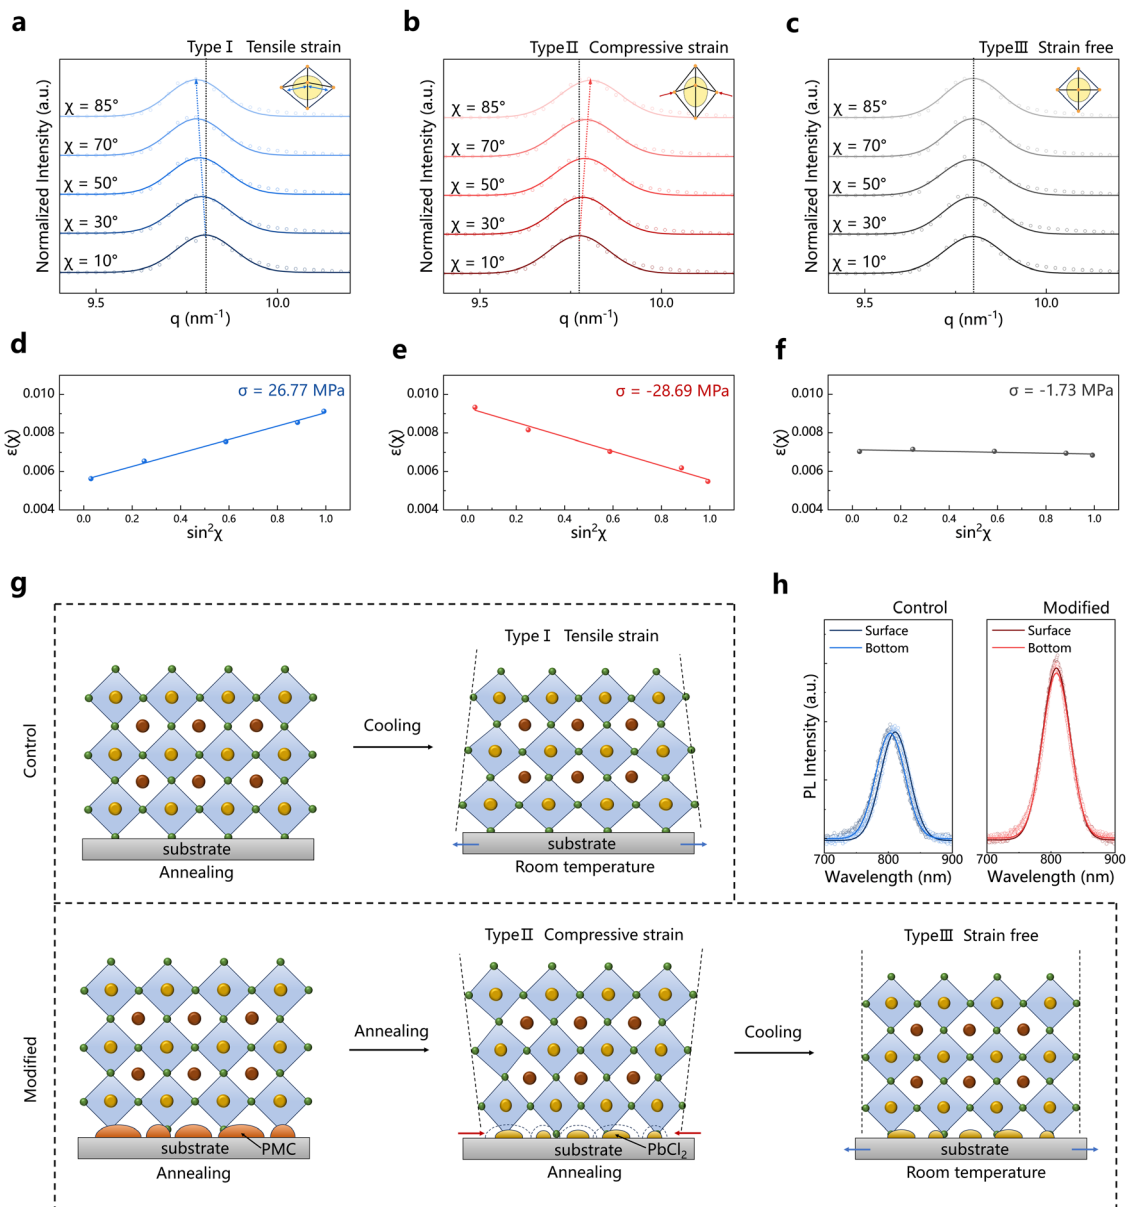 a
Type Ⅰ Tensile strain
Normalized Intensity (a.u.)
χ = 85°
χ = 70°
χ = 50°
χ = 30°
χ = 10°
9.5
10.0
q (nm⁻¹)
b
Type Ⅱ Compressive strain
Normalized Intensity (a.u.)
χ = 85°
χ = 70°
χ = 50°
χ = 30°
χ = 10°
9.5
10.0
q (nm⁻¹)
c
Type Ⅲ Strain free
Normalized Intensity (a.u.)
χ = 85°
χ = 70°
χ = 50°
χ = 30°
χ = 10°
9.5
10.0
q (nm⁻¹)
d
σ = 26.77 MPa
ε(χ)
0.010
0.008
0.006
0.004
0.0 0.2 0.4 0.6 0.8 1.0
sin²χ
e
σ = -28.69 MPa
ε(χ)
0.010
0.008
0.006
0.004
0.0 0.2 0.4 0.6 0.8 1.0
sin²χ
f
σ = -1.73 MPa
ε(χ)
0.010
0.008
0.006
0.004
0.0 0.2 0.4 0.6 0.8 1.0
sin²χ
g
Control
substrate
Annealing
Cooling
Type Ⅰ Tensile strain
substrate
Room temperature
Modified
substrate
PMC
Annealing
Annealing
Type Ⅱ Compressive strain
PbCl₂
substrate
Annealing
Cooling
Type Ⅲ Strain free
substrate
Room temperature
h
Control
Surface
Bottom
PL Intensity (a.u.)
700 800 900
Wavelength (nm)
Modified
Surface
Bottom
700 800 900
Wavelength (nm)